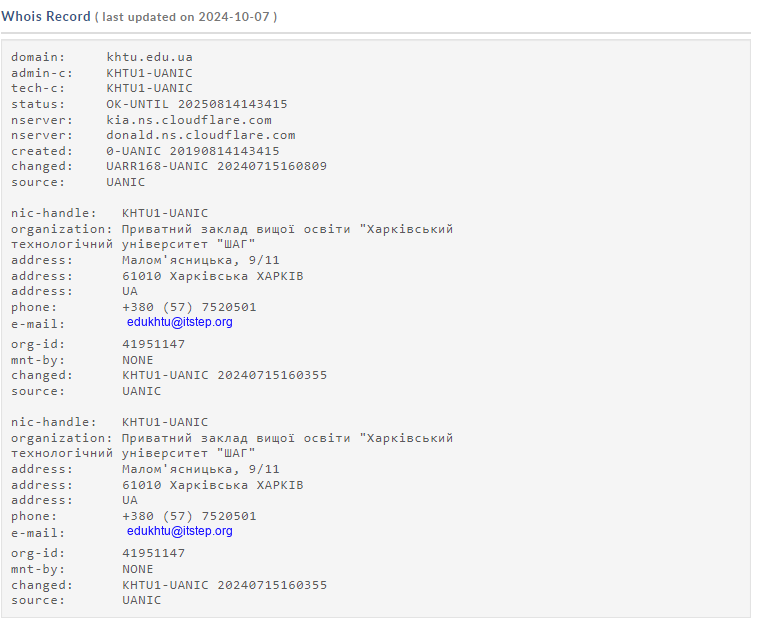 Whois Record ( last updated on 2024-10-07 )
domain: khtu.edu.ua
admin-c: KHTU1-UANIC
tech-c: KHTU1-UANIC
status: OK-UNTIL 20250814143415
nserver: kia.ns.cloudflare.com
nserver: donald.ns.cloudflare.com
created: 0-UANIC 20190814143415
changed: UARR168-UANIC 20240715160809
source: UANIC
nic-handle: KHTU1-UANIC
organization: Приватний заклад вищої освіти "Харківський
технологічний університет "ШАГ"
address: Малом'ясницька, 9/11
address: 61010 Харківська ХАРКІВ
address: UA
phone: +380 (57) 7520501
e-mail: edukhtu@itstep.org
org-id: 41951147
mnt-by: NONE
changed: KHTU1-UANIC 20240715160355
source: UANIC
nic-handle: KHTU1-UANIC
organization: Приватний заклад вищої освіти "Харківський
технологічний університет "ШАГ"
address: Малом'ясницька, 9/11
address: 61010 Харківська ХАРКІВ
address: UA
phone: +380 (57) 7520501
e-mail: edukhtu@itstep.org
org-id: 41951147
mnt-by: NONE
changed: KHTU1-UANIC 20240715160355
source: UANIC